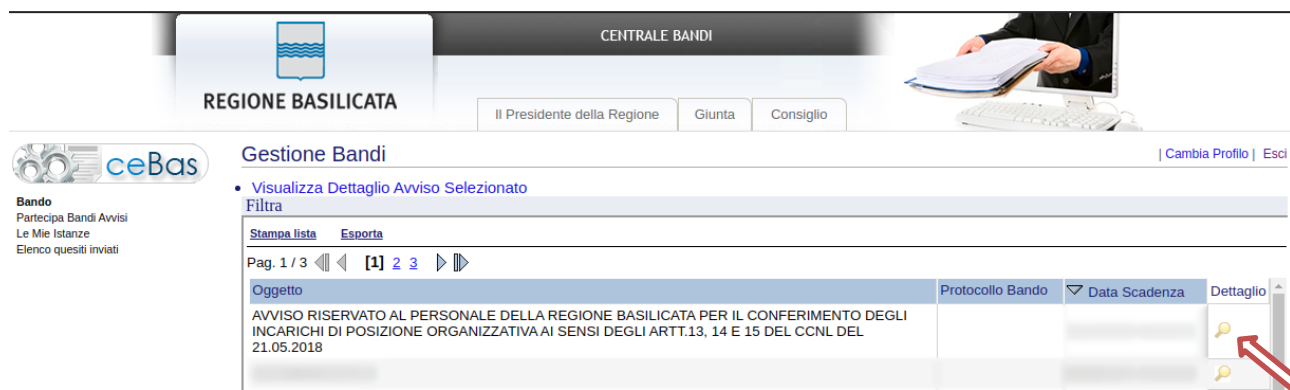 CENTRALE BANDI
REGIONE BASILICATA
Il Presidente della Regione Giunta Consiglio
ceBas
Gestione Bandi
| Cambia Profilo | Esci
Bando
Partecipa Bandi Avvisi
Le Mie Istanze
Elenco quesiti inviati
• Visualizza Dettaglio Avviso Selezionato
Filtra
Stampa lista Esporta
Pag. 1 / 3 [1] 2 3
Oggetto Protocollo Bando Data Scadenza Dettaglio
AVVISO RISERVATO AL PERSONALE DELLA REGIONE BASILICATA PER IL CONFERIMENTO DEGLI
INCARICHI DI POSIZIONE ORGANIZZATIVA AI SENSI DEGLI ARTT.13, 14 E 15 DEL CCNL DEL
21.05.2018